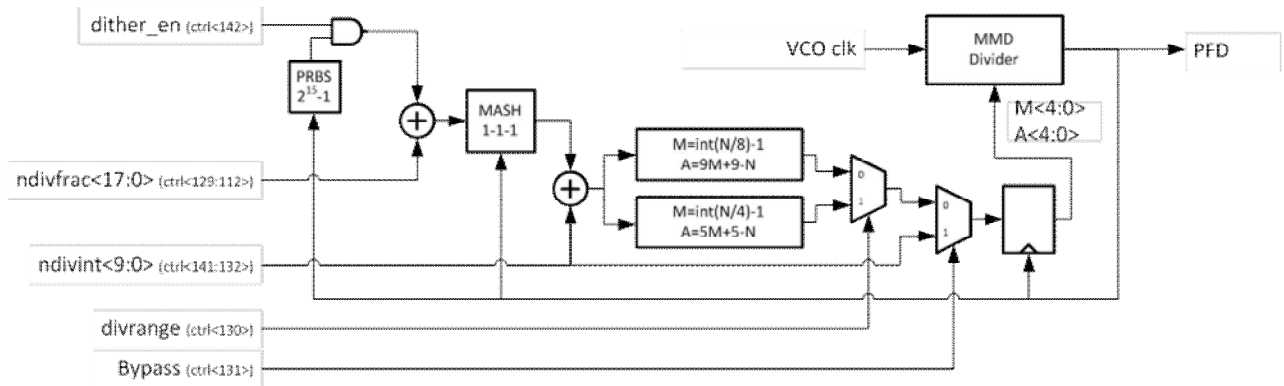 dither_en (ctrl<142>)
PRBS
2¹⁵-1
MASH
1-1-1
VCO clk
MMD
Divider
PFD
M<4:0>
A<4:0>
M=int(N/8)-1
A=9M+9-N
0
1
M=int(N/4)-1
A=5M+5-N
0
1
ndivfrac<17:0> (ctrl<129:112>)
ndivint<9:0> (ctrl<141:132>)
divrange (ctrl<130>)
Bypass (ctrl<131>)